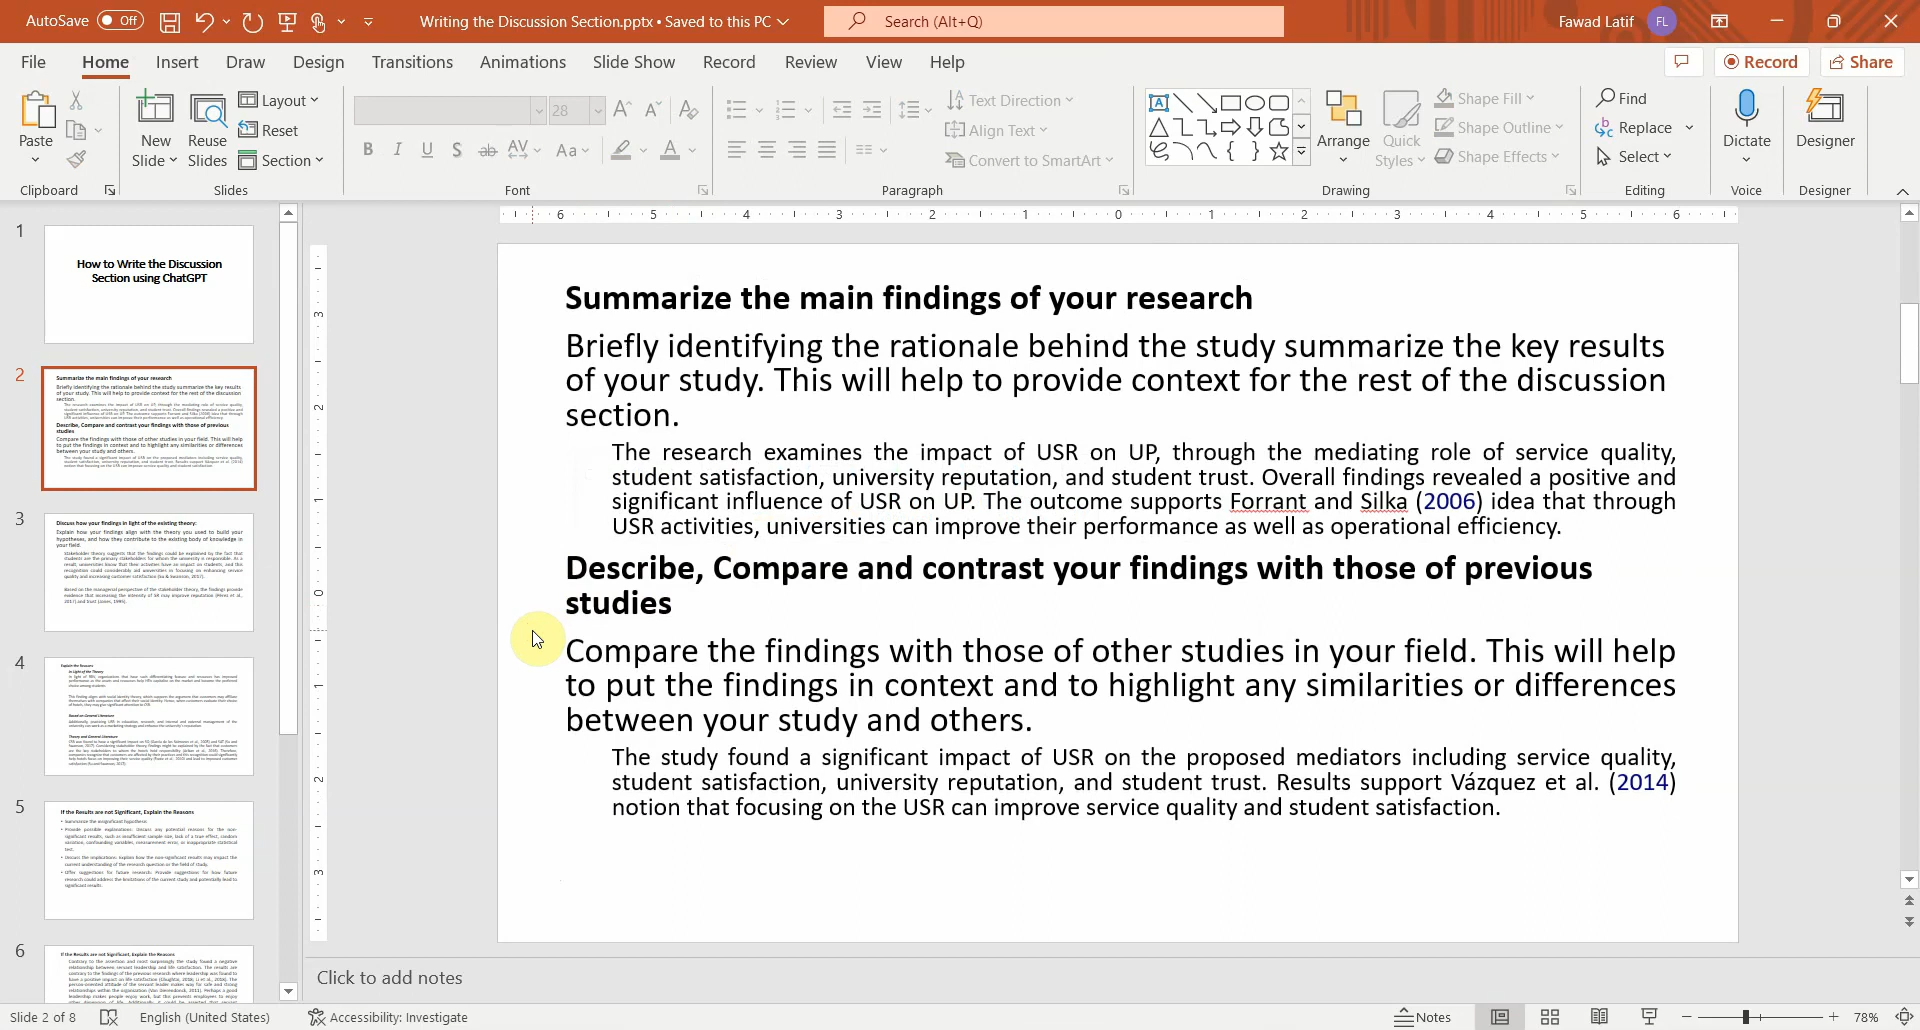 AutoSave Off
Writing the Discussion Section.pptx • Saved to this PC
Search (Alt+Q)
Fawad Latif FL
File Home Insert Draw Design Transitions Animations Slide Show Record Review View Help
Record Share
Paste
New Slide
Reuse Slides
Layout
Reset
Section
28
Text Direction
Align Text
Convert to SmartArt
Arrange
Quick Styles
Shape Fill
Shape Outline
Shape Effects
Find
Replace
Select
Dictate
Designer
Clipboard Slides Font Paragraph Drawing Editing Voice Designer
1
How to Write the Discussion
Section using ChatGPT
2
3
4
5
6
Summarize the main findings of your research
Briefly identifying the rationale behind the study summarize the key results
of your study. This will help to provide context for the rest of the discussion
section.
The research examines the impact of USR on UP, through the mediating role of service quality,
student satisfaction, university reputation, and student trust. Overall findings revealed a positive and
significant influence of USR on UP. The outcome supports Forrant and Silka (2006) idea that through
USR activities, universities can improve their performance as well as operational efficiency.
Describe, Compare and contrast your findings with those of previous
studies
Compare the findings with those of other studies in your field. This will help
to put the findings in context and to highlight any similarities or differences
between your study and others.
The study found a significant impact of USR on the proposed mediators including service quality,
student satisfaction, university reputation, and student trust. Results support Vázquez et al. (2014)
notion that focusing on the USR can improve service quality and student satisfaction.
Click to add notes
Slide 2 of 8 English (United States) Accessibility: Investigate Notes 78%